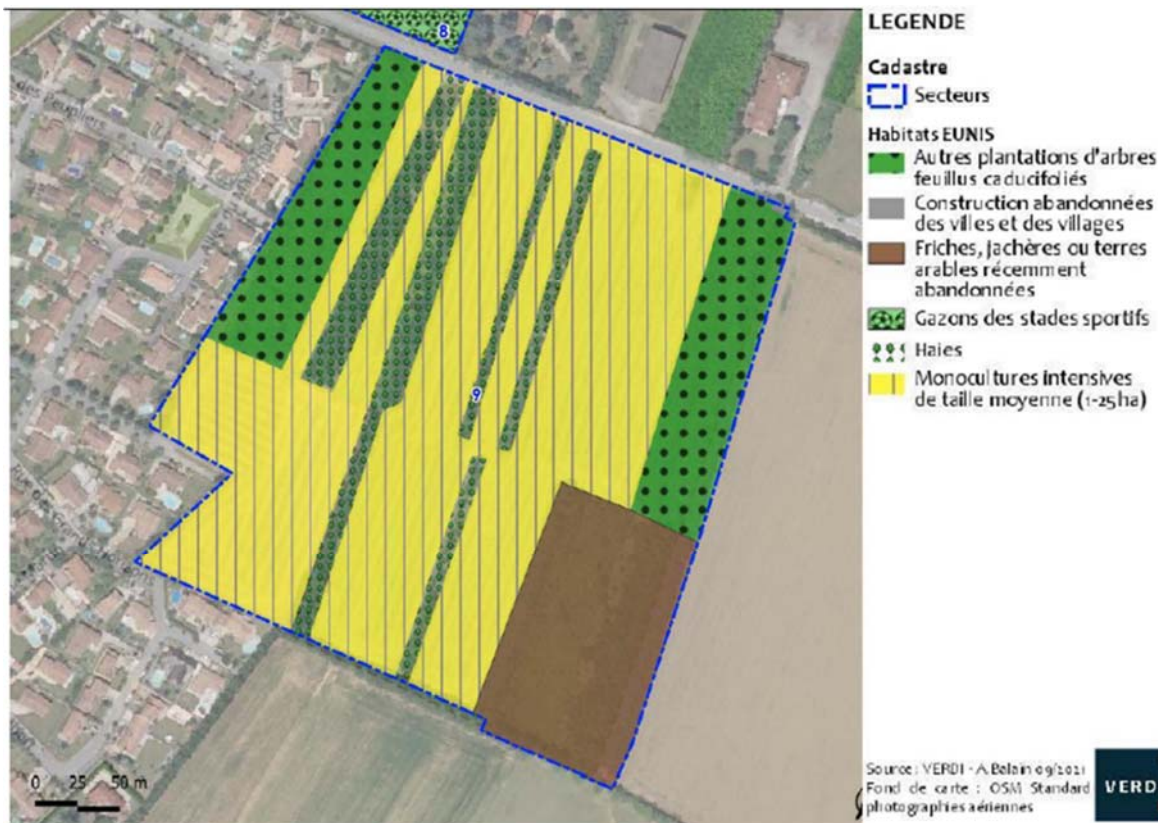 8
des Peupliers
9
0 25 50 m
LEGENDE
Cadastre
Secteurs
Habitats EUNIS
Autres plantations d'arbres
feuillus caducifoliés
Construction abandonnées
des villes et des villages
Friches, jachères ou terres
arables récemment
abandonnées
Gazons des stades sportifs
Haies
Monocultures intensives
de taille moyenne (1-25ha)
Source: VERDI - A.Balain 09/2021
Fond de carte : OSM Standard
photographies aériennes
VERD